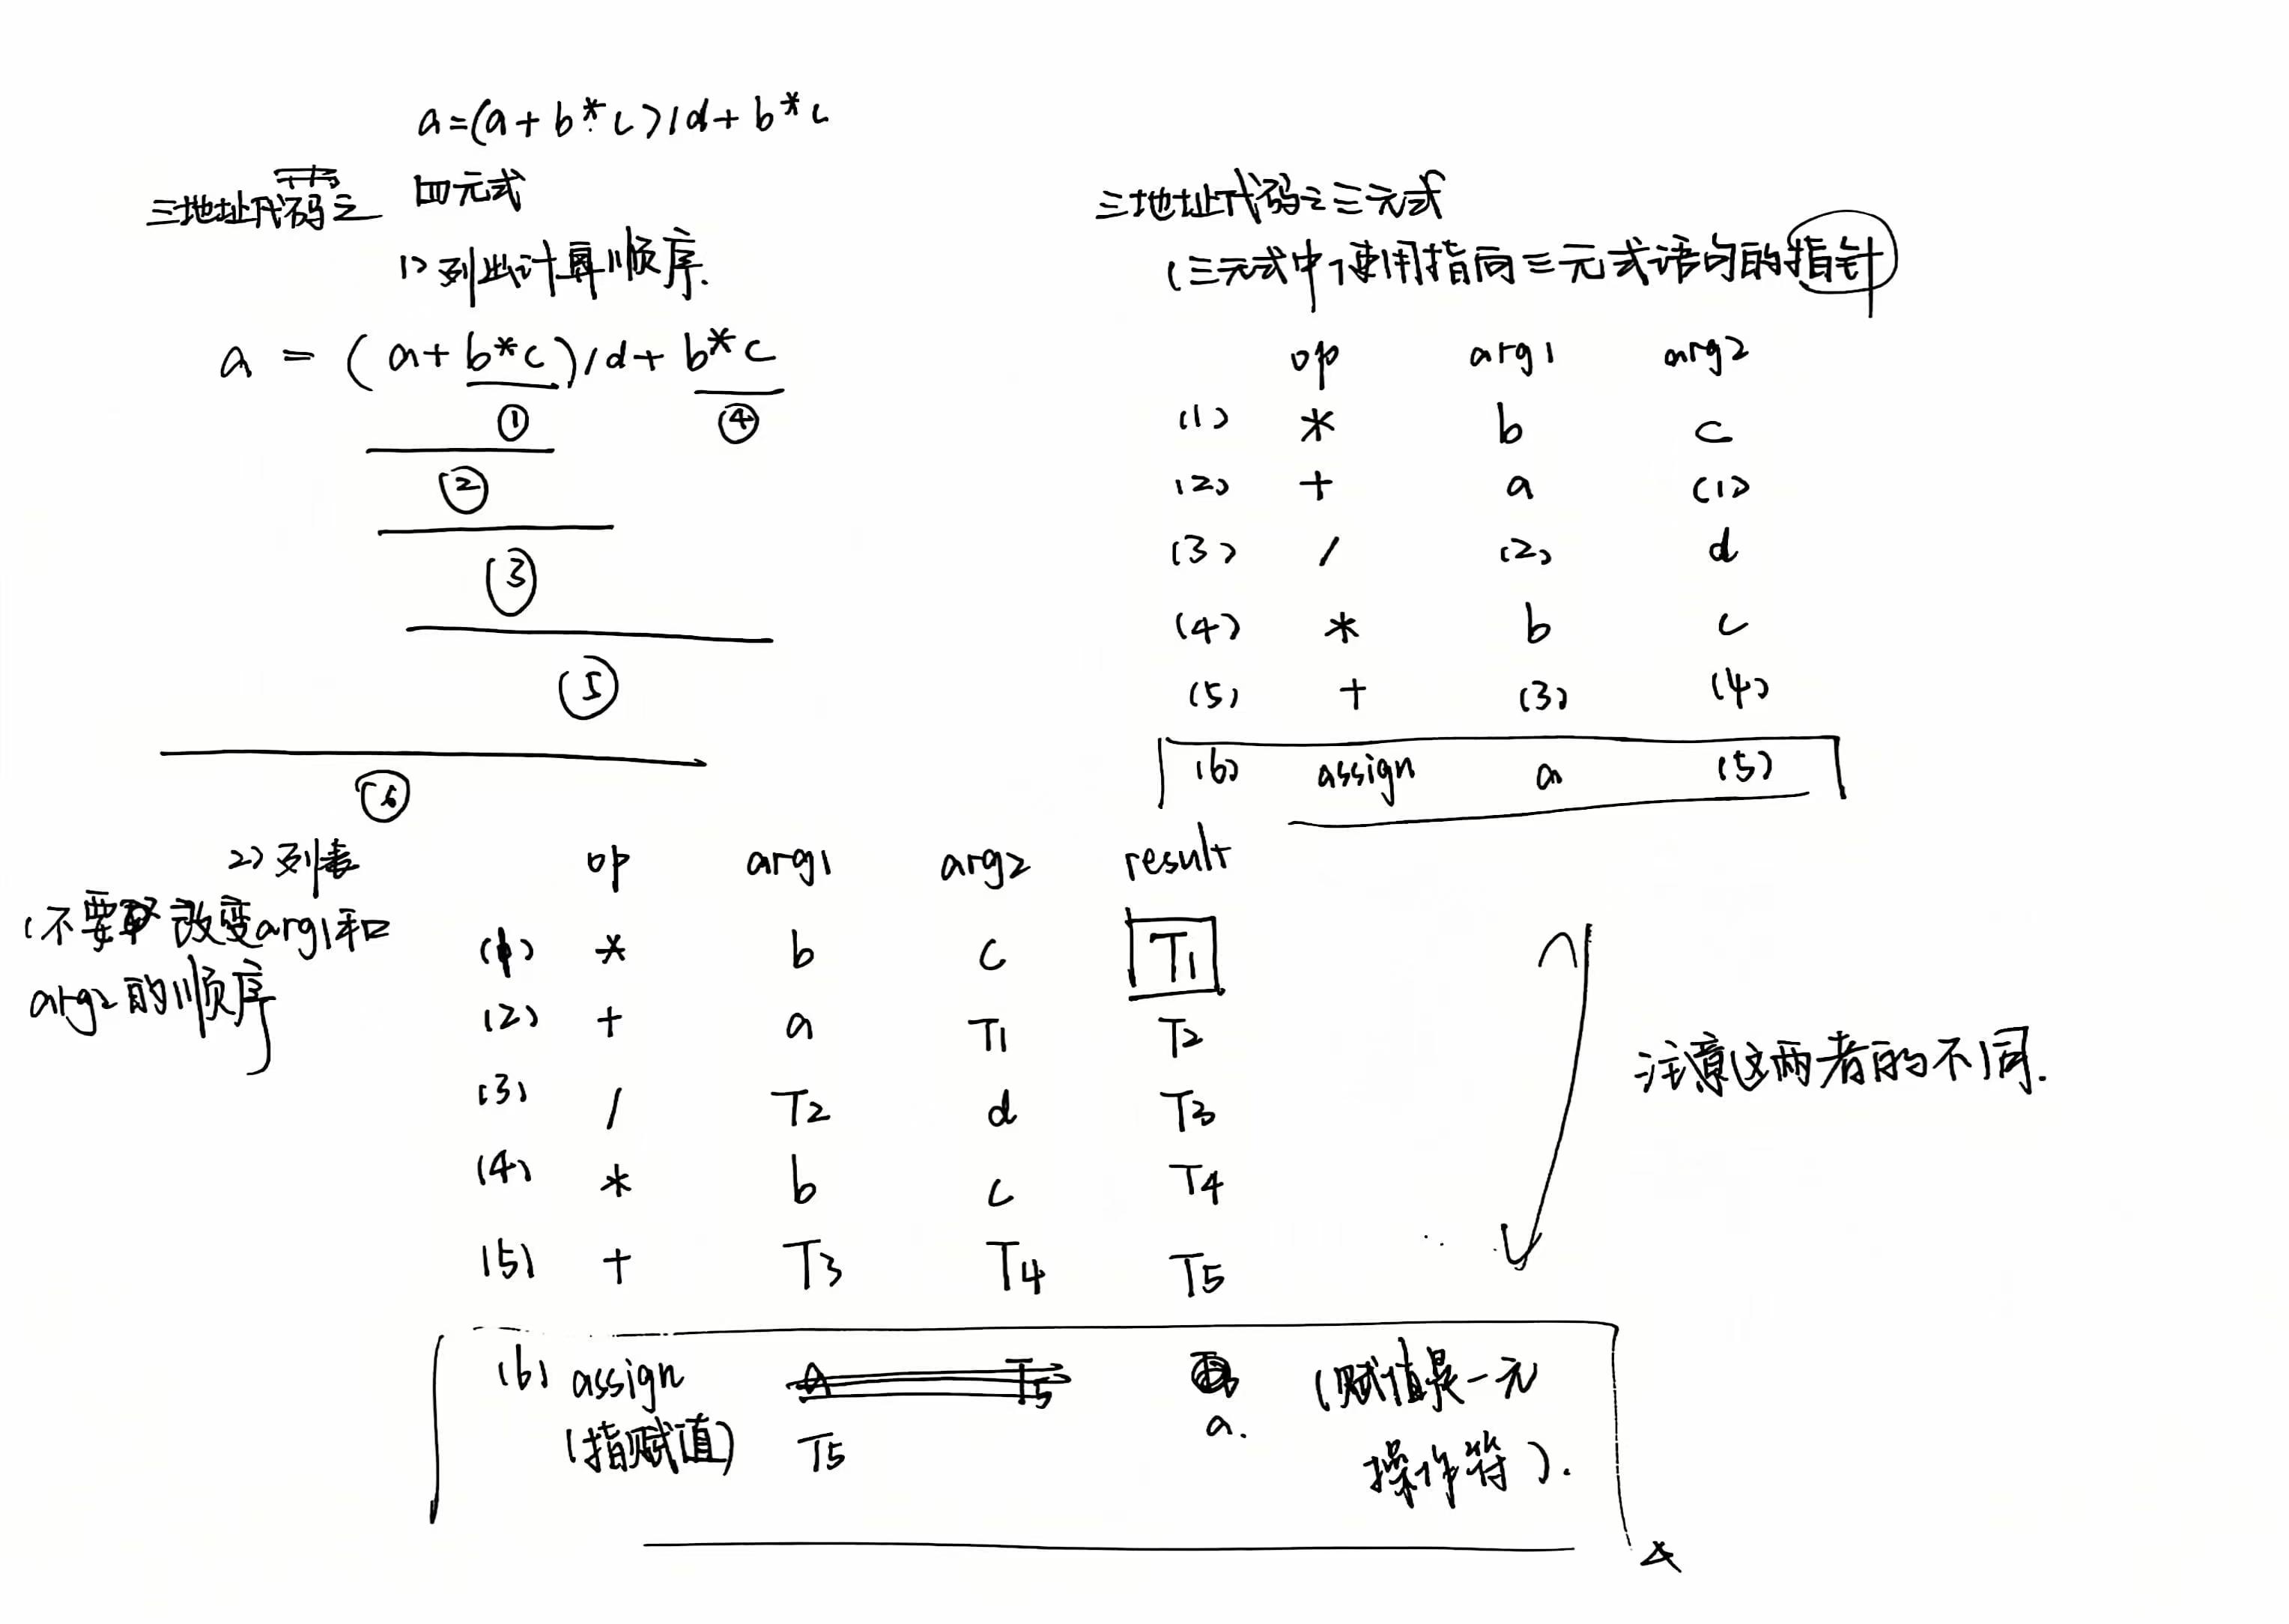 a=(a+b*c)/d+b*c
三地址代码之 四元式
1)列出计算顺序.
a = (a+b*c)/d+b*c
① ④
②
③
⑤
⑥
三地址代码之三元式
(三元式中使用指向三元式语句的指针
op arg1 arg2
(1) * b c
(2) + a (1)
(3) / (2) d
(4) * b c
(5) + (3) (4)
(6) assign a (5)
2)列表
(不要改变arg1和
arg2的顺序
op arg1 arg2 result
(1) * b c T1
(2) + a T1 T2
(3) / T2 d T3
(4) * b c T4
(5) + T3 T4 T5
(6) assign a T5 (赋值是一元
(指赋值) T5 a. 操作符).
注意这两者的不同.